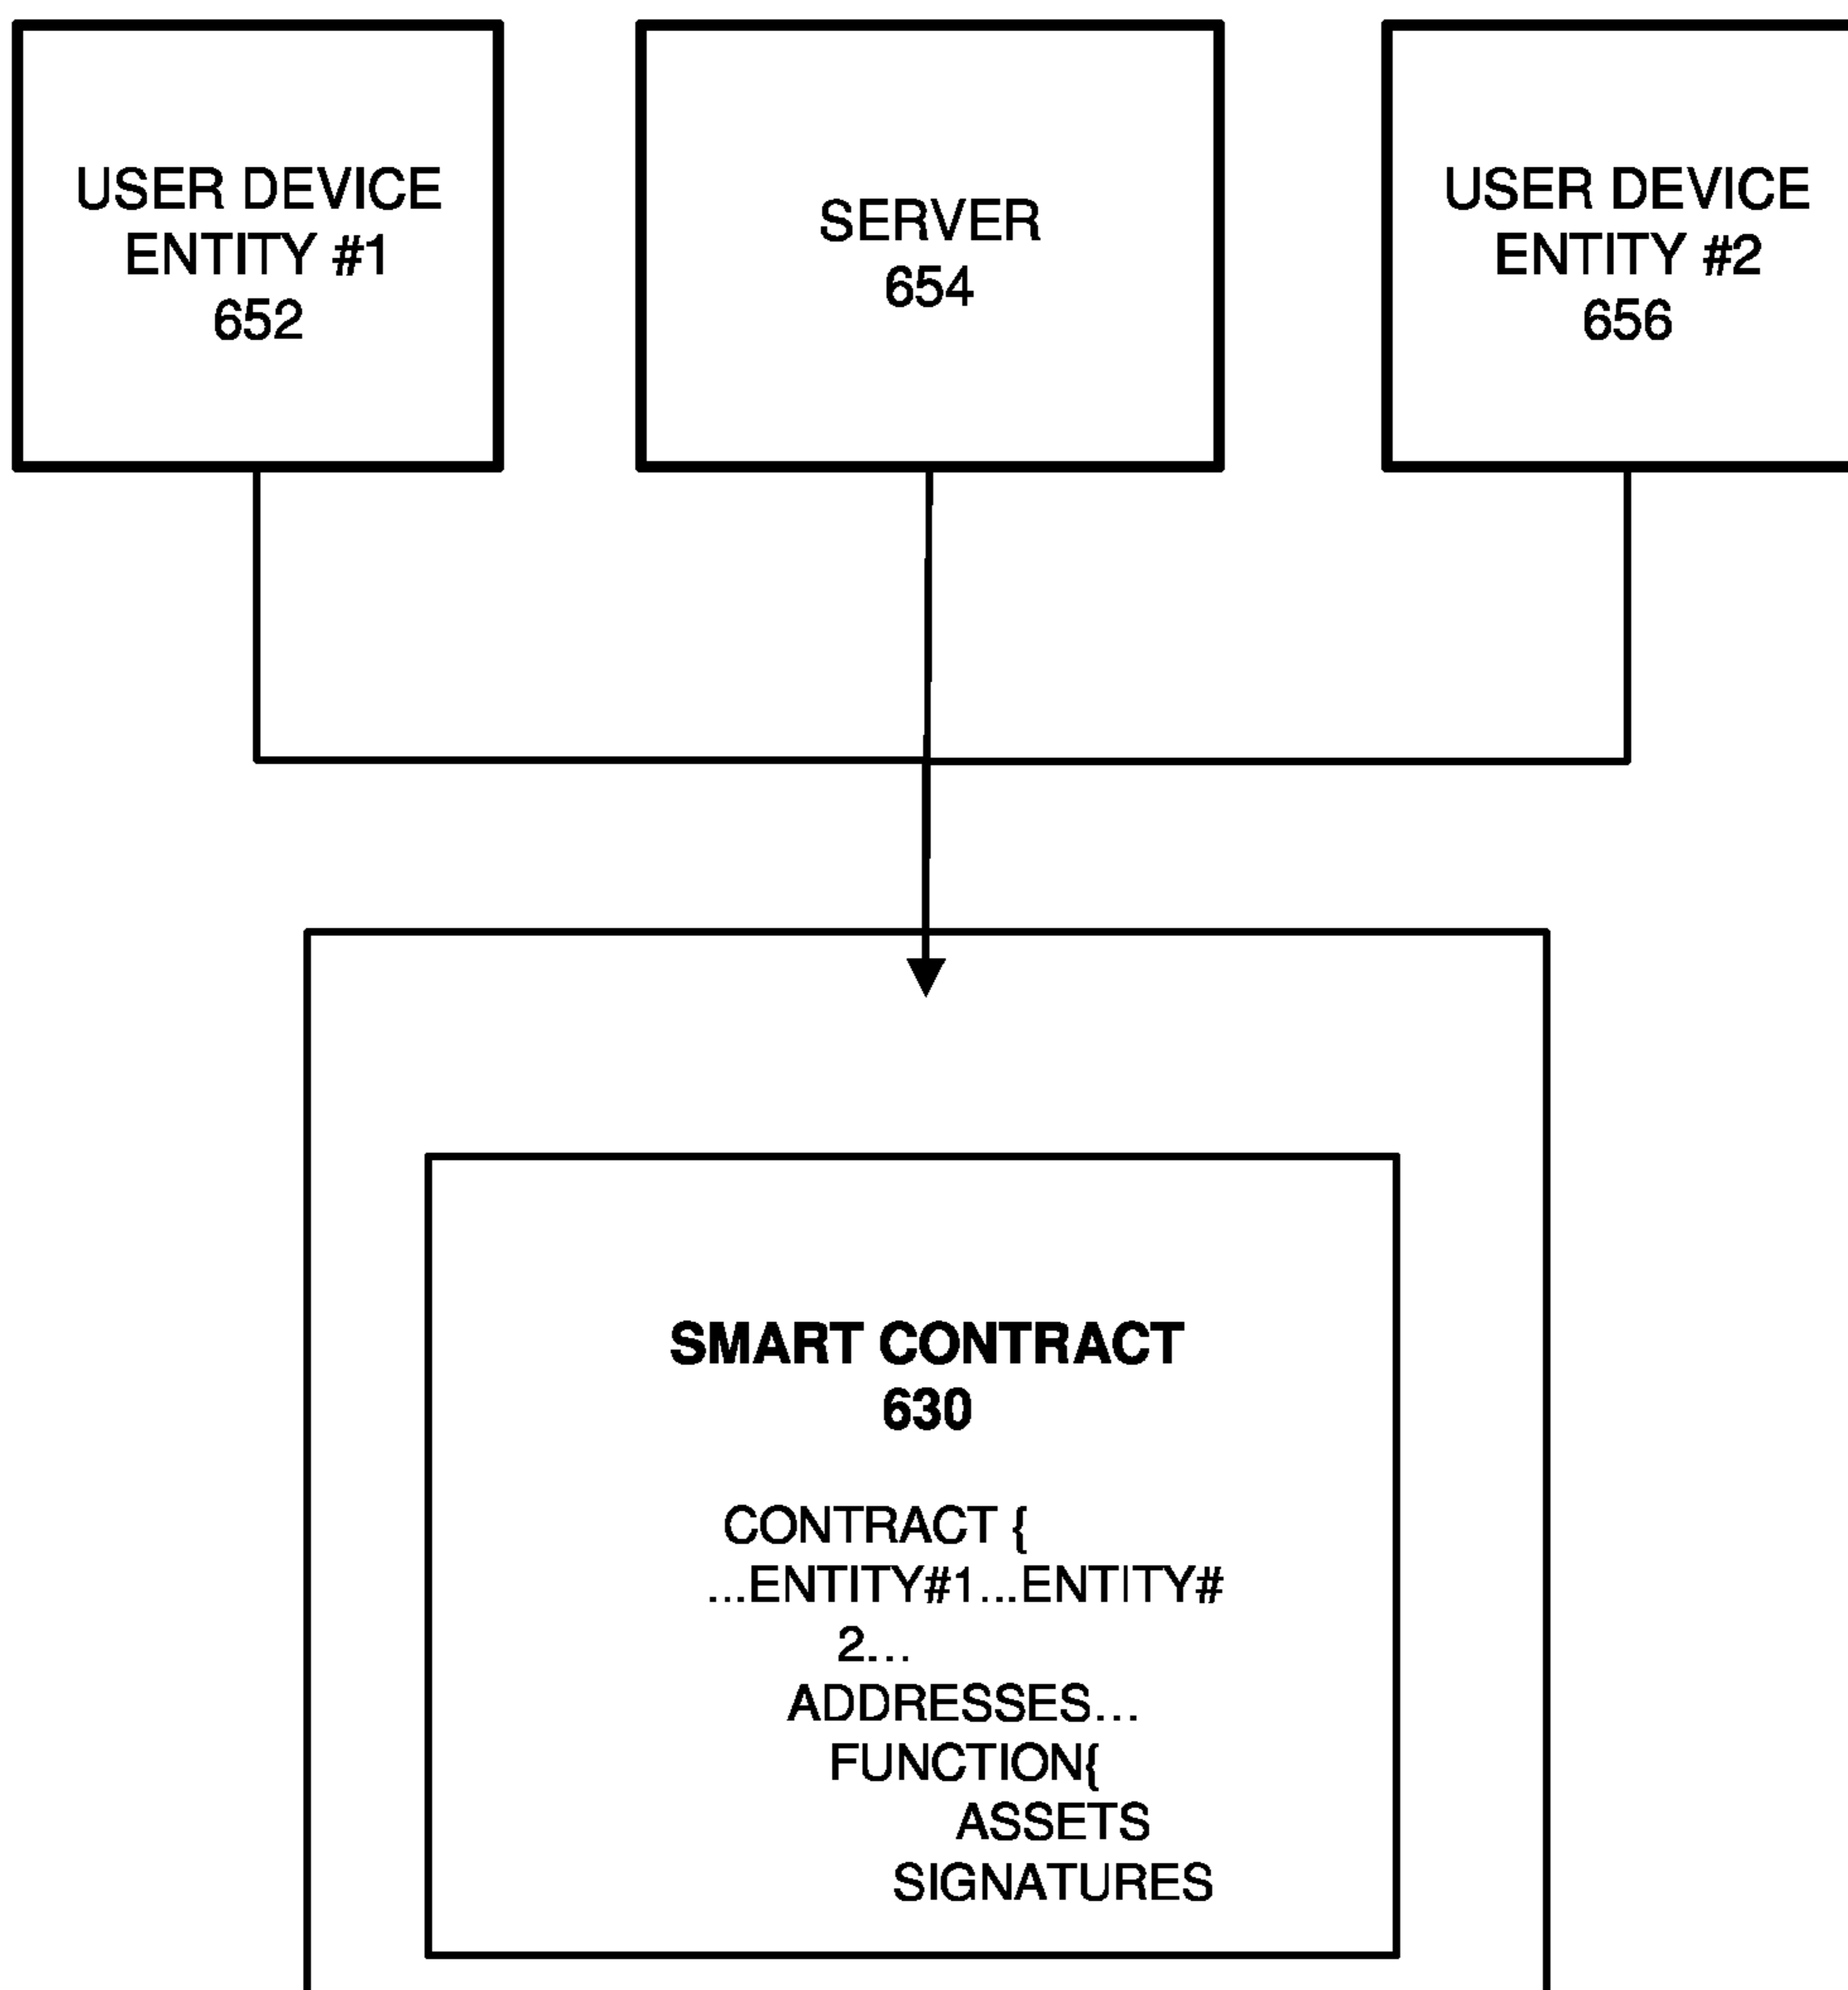 USER DEVICE
ENTITY #1
652
SERVER
654
USER DEVICE
ENTITY #2
656
SMART CONTRACT
630
CONTRACT {
...ENTITY#1...ENTITY#
2...
ADDRESSES...
FUNCTION{
ASSETS
SIGNATURES